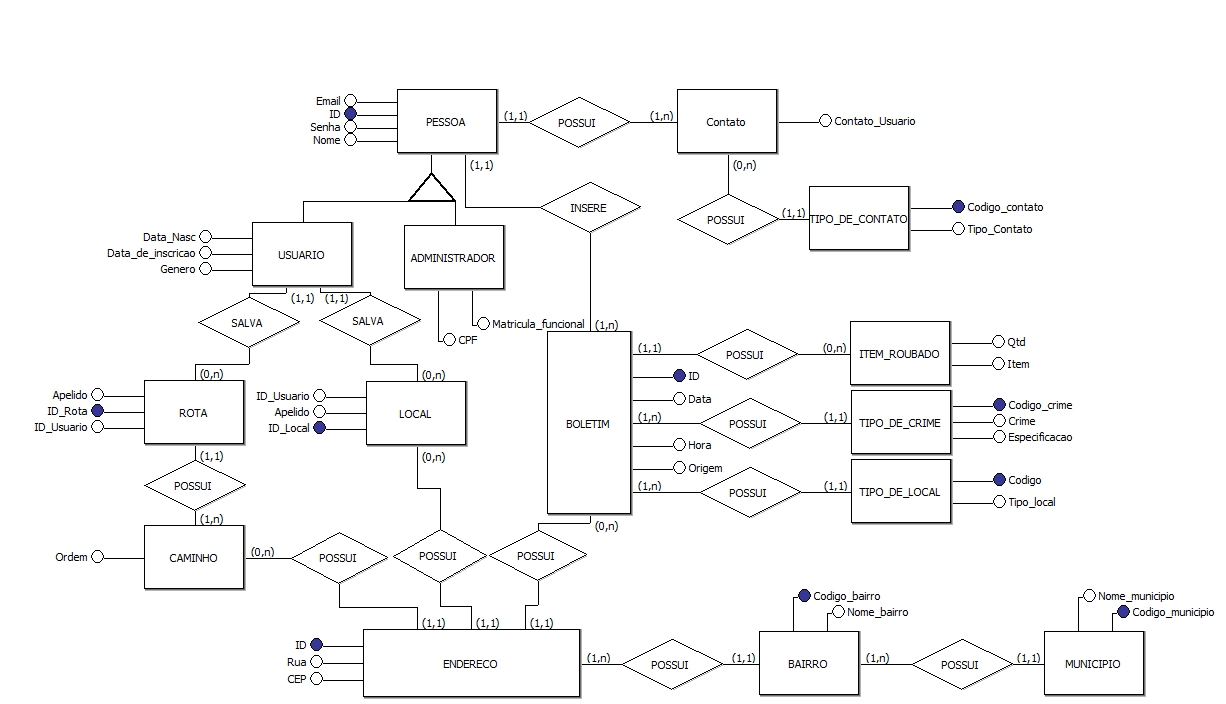 Email
ID
Senha
Nome
PESSOA
(1,1)
POSSUI
(1,n)
Contato
Contato_Usuario
(1,1)
(0,n)
INSERE
POSSUI
(1,1)
TIPO_DE_CONTATO
Codigo_contato
Tipo_Contato
Data_Nasc
Data_de_inscricao
Genero
USUARIO
ADMINISTRADOR
(1,1)
(1,1)
SALVA
SALVA
Matricula_funcional
CPF
(1,n)
(0,n)
(0,n)
Apelido
ID_Rota
ID_Usuario
ROTA
ID_Usuario
Apelido
ID_Local
LOCAL
BOLETIM
(1,1)
POSSUI
(0,n)
ITEM_ROUBADO
Qtd
Item
ID
Data
(1,n)
POSSUI
(1,1)
TIPO_DE_CRIME
Codigo_crime
Crime
Especificacao
Hora
Origem
(1,n)
POSSUI
(1,1)
TIPO_DE_LOCAL
Codigo
Tipo_local
(1,1)
(0,n)
POSSUI
(1,n)
(0,n)
Ordem
CAMINHO
(0,n)
POSSUI
POSSUI
POSSUI
(1,1)
(1,1)
(1,1)
Codigo_bairro
Nome_bairro
Nome_municipio
Codigo_municipio
ID
Rua
CEP
ENDERECO
(1,n)
POSSUI
(1,1)
BAIRRO
(1,n)
POSSUI
(1,1)
MUNICIPIO